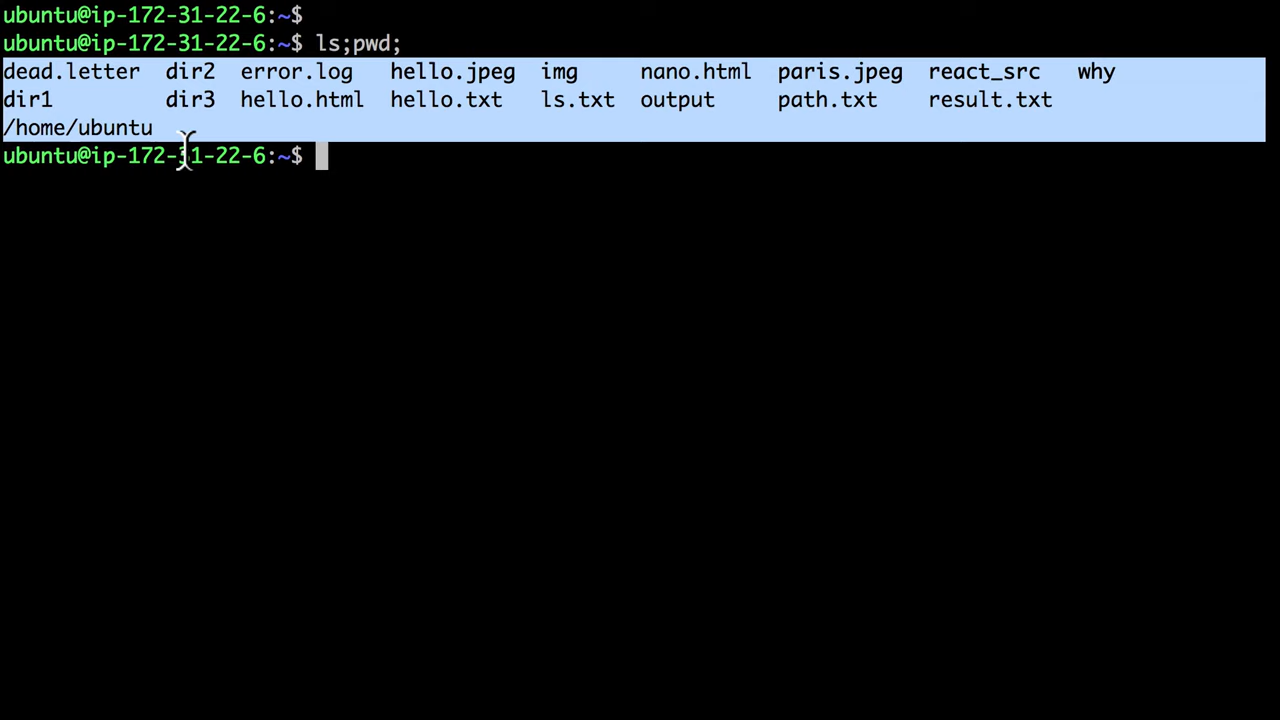 ubuntu@ip-172-31-22-6:~$
ubuntu@ip-172-31-22-6:~$ ls;pwd;
dead.letter dir2 error.log hello.jpeg img nano.html paris.jpeg react_src why
dir1 dir3 hello.html hello.txt ls.txt output path.txt result.txt
/home/ubuntu
ubuntu@ip-172-31-22-6:~$